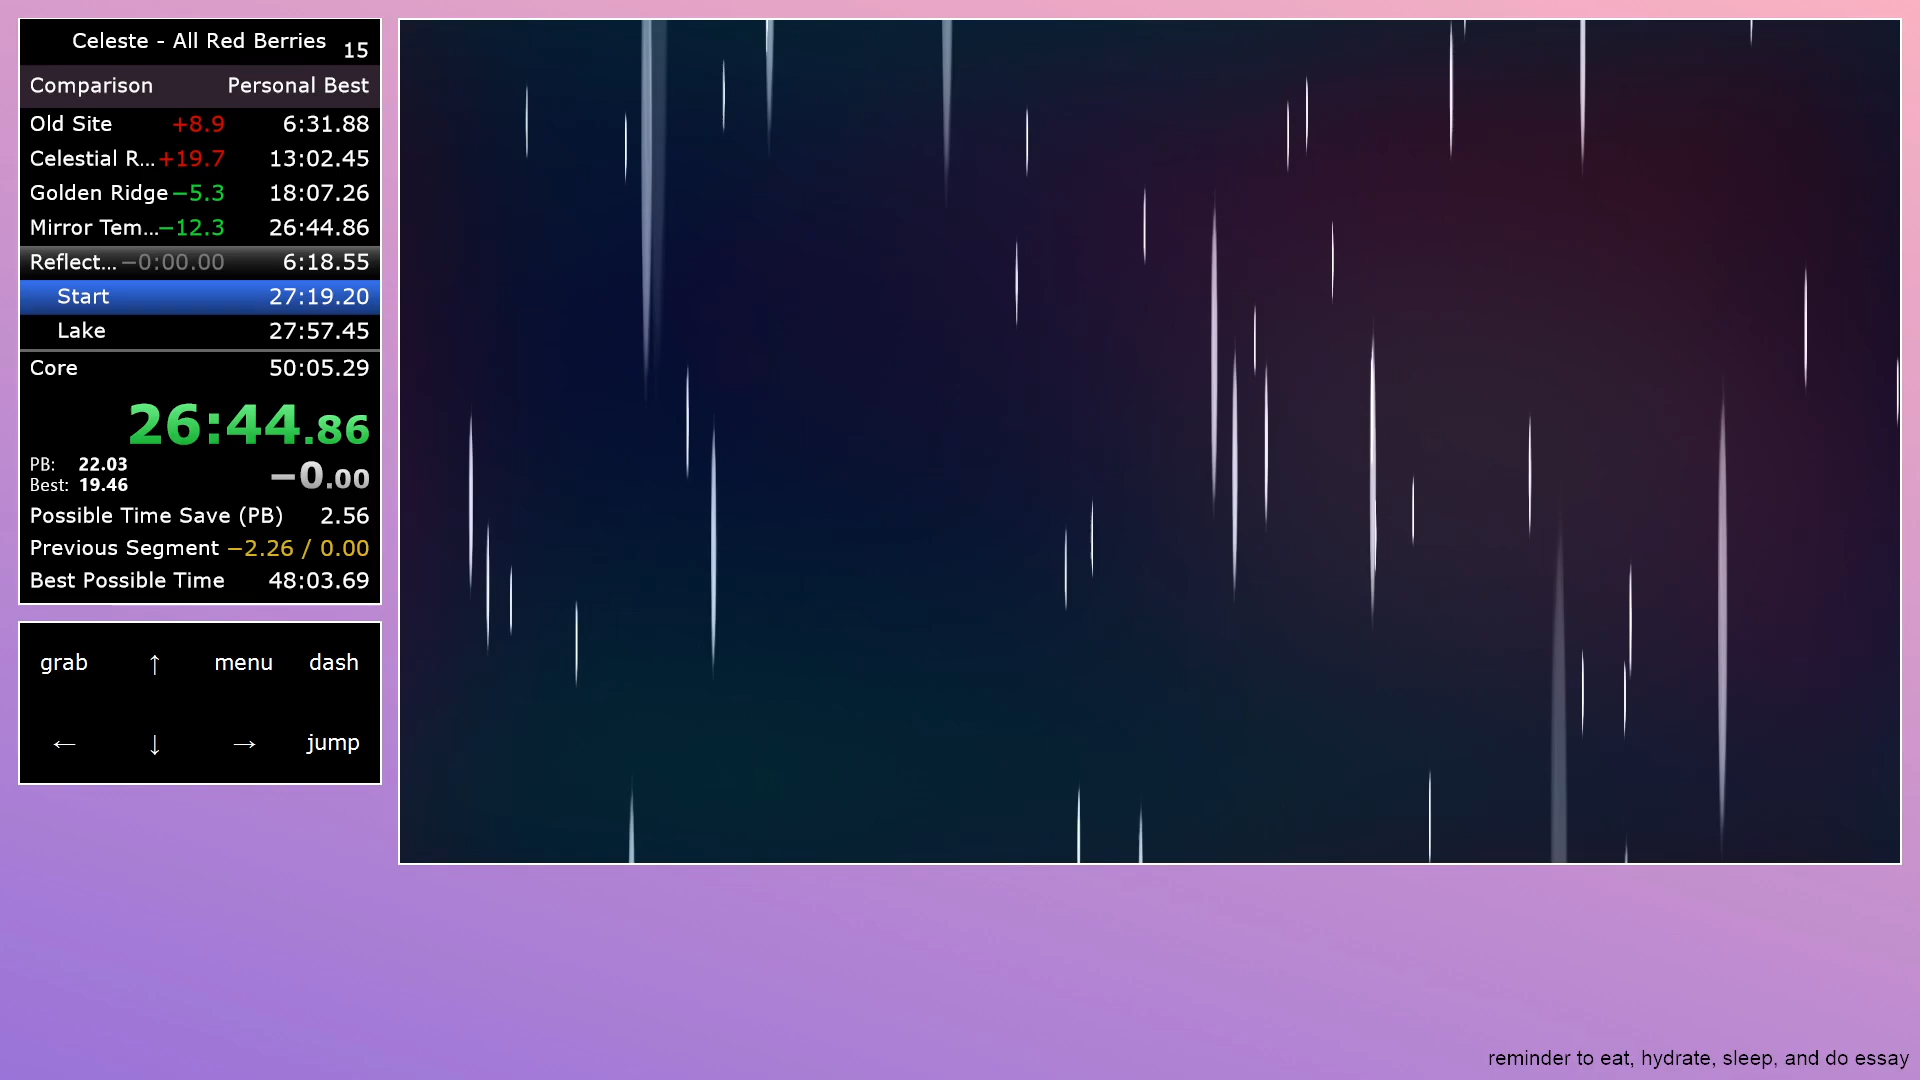 Celeste - All Red Berries 15
Comparison Personal Best
Old Site +8.9 6:31.88
Celestial R... +19.7 13:02.45
Golden Ridge −5.3 18:07.26
Mirror Tem... −12.3 26:44.86
Reflect... −0:00.00 6:18.55
Start 27:19.20
Lake 27:57.45
Core 50:05.29
26:44.86
PB: 22.03
Best: 19.46
−0.00
Possible Time Save (PB) 2.56
Previous Segment −2.26 / 0.00
Best Possible Time 48:03.69
grab ↑ menu dash
← ↓ → jump
reminder to eat, hydrate, sleep, and do essay